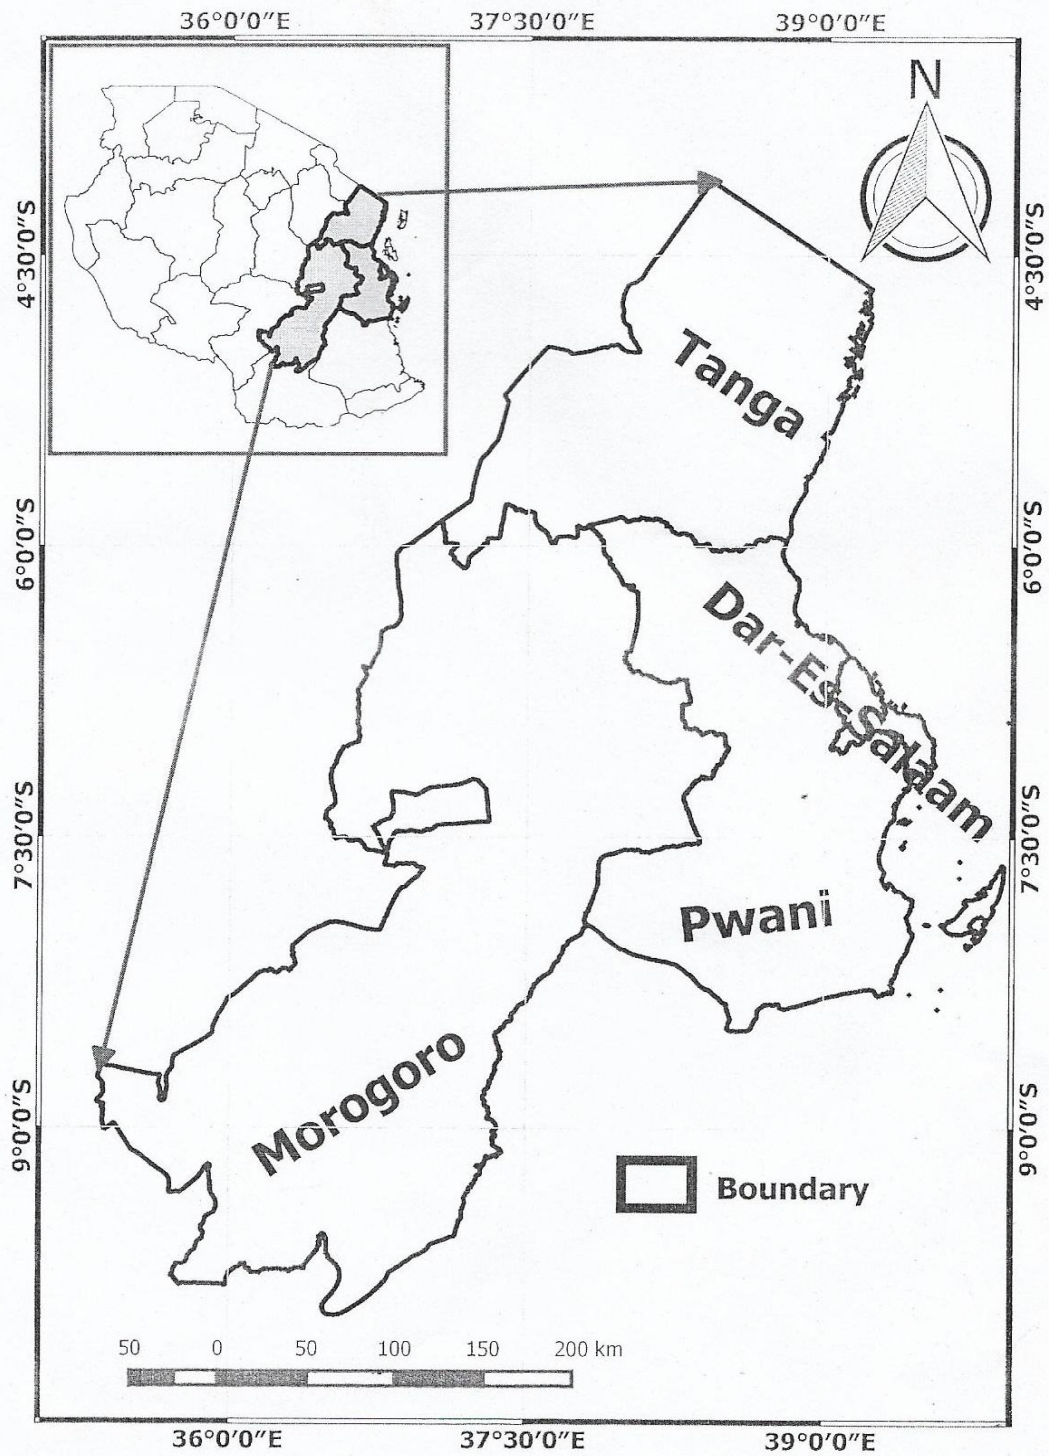 36°0′0″E 37°30′0″E 39°0′0″E
N
4°30′0″S 4°30′0″S
Tanga
6°0′0″S 6°0′0″S
Dar-Es-Salaam
7°30′0″S 7°30′0″S
Pwani
Morogoro
9°0′0″S 9°0′0″S
Boundary
50 0 50 100 150 200 km
36°0′0″E 37°30′0″E 39°0′0″E